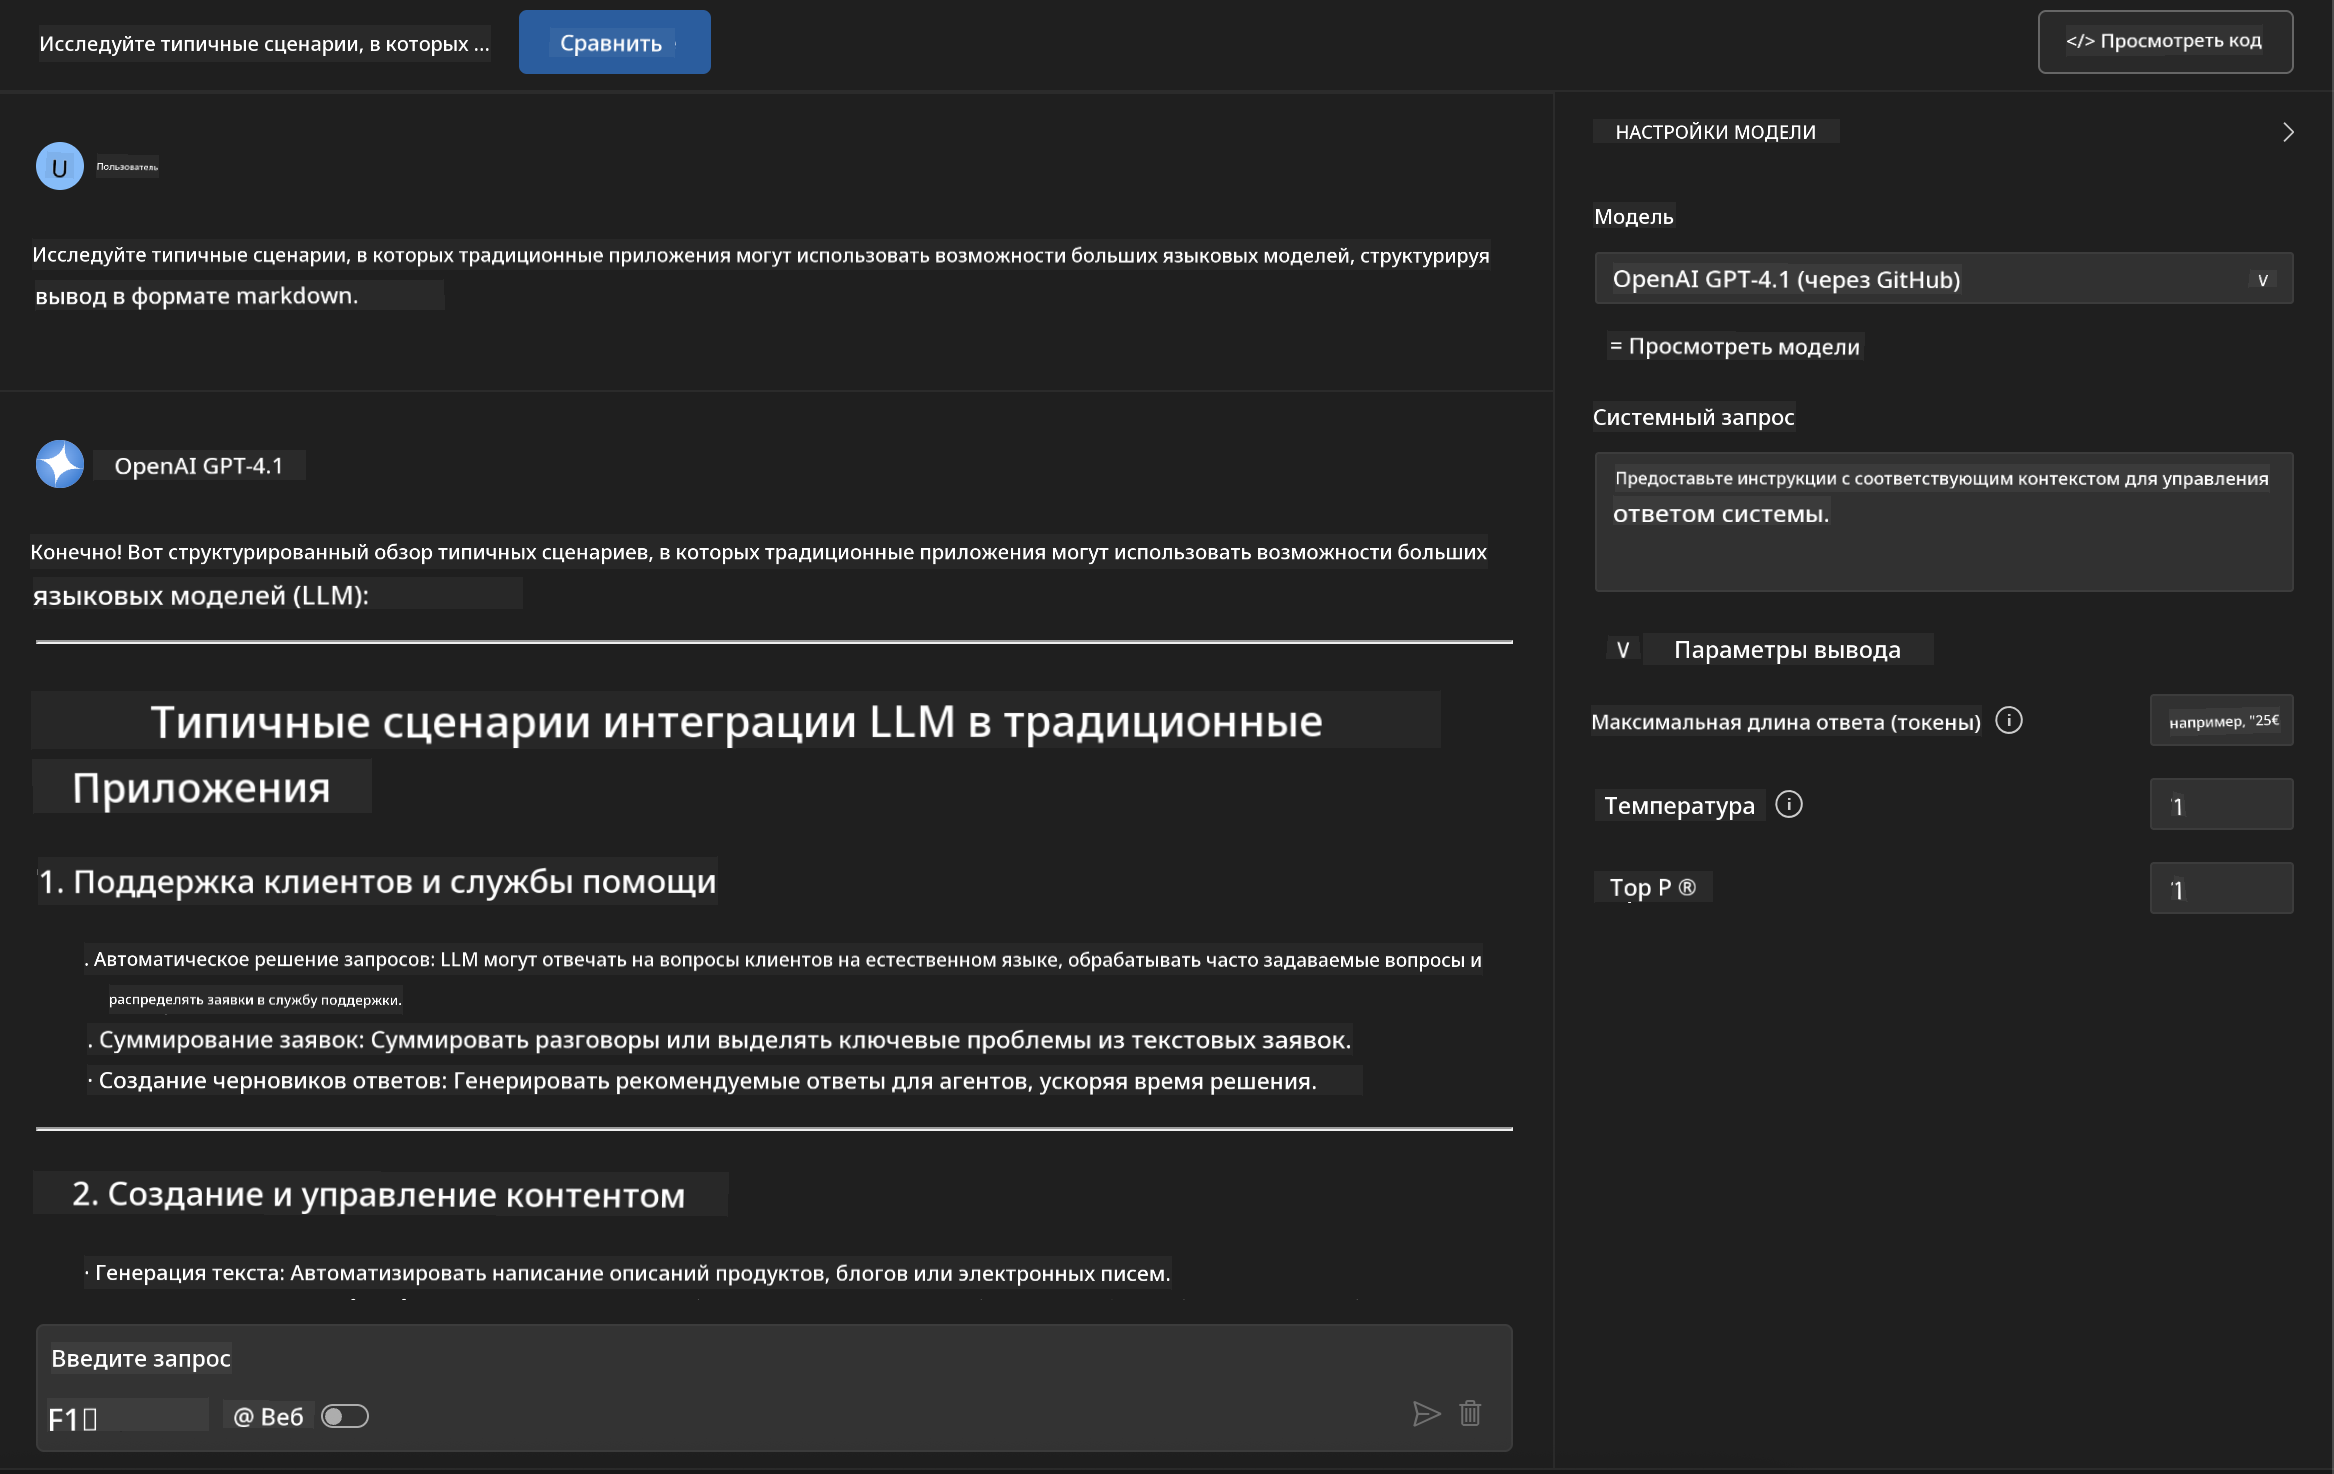 Исследуйте типичные сценарии, в которых ...
Сравнить
</> Просмотреть код
U
Пользователь
Исследуйте типичные сценарии, в которых традиционные приложения могут использовать возможности больших языковых моделей, структурируя
вывод в формате markdown.
OpenAI GPT-4.1
Конечно! Вот структурированный обзор типичных сценариев, в которых традиционные приложения могут использовать возможности больших
языковых моделей (LLM):
Типичные сценарии интеграции LLM в традиционные
Приложения
1. Поддержка клиентов и службы помощи
. Автоматическое решение запросов: LLM могут отвечать на вопросы клиентов на естественном языке, обрабатывать часто задаваемые вопросы и
распределять заявки в службу поддержки.
. Суммирование заявок: Суммировать разговоры или выделять ключевые проблемы из текстовых заявок.
· Создание черновиков ответов: Генерировать рекомендуемые ответы для агентов, ускоряя время решения.
2. Создание и управление контентом
· Генерация текста: Автоматизировать написание описаний продуктов, блогов или электронных писем.
Введите запрос
F1
@ Веб
НАСТРОЙКИ МОДЕЛИ
Модель
OpenAI GPT-4.1 (через GitHub)
v
= Просмотреть модели
Системный запрос
Предоставьте инструкции с соответствующим контекстом для управления
ответом системы.
V Параметры вывода
Максимальная длина ответа (токены)
например, "25€
Температура
1
Top P ®
1